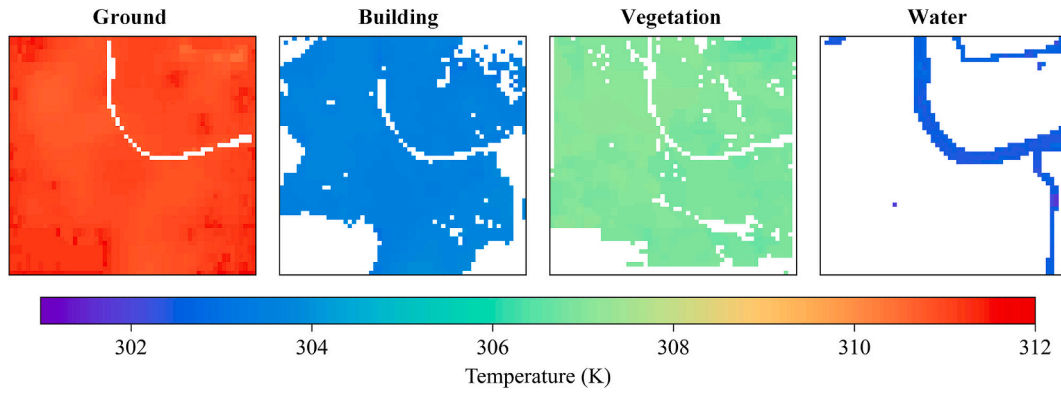 Ground Building Vegetation Water
302 304 306 308 310 312
Temperature (K)